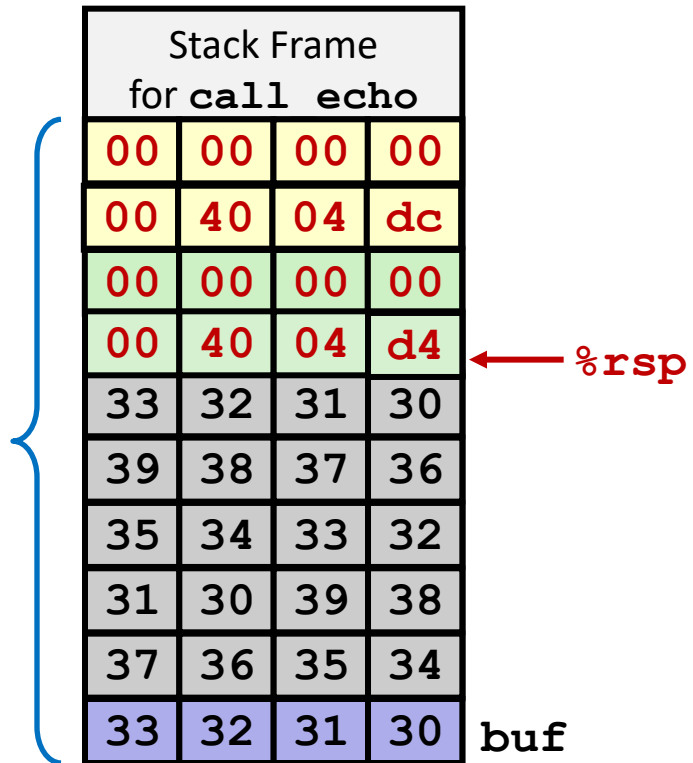 Stack Frame
for call echo
00 00 00 00
00 40 04 dc
00 00 00 00
00 40 04 d4
%rsp
33 32 31 30
39 38 37 36
35 34 33 32
31 30 39 38
37 36 35 34
33 32 31 30
buf